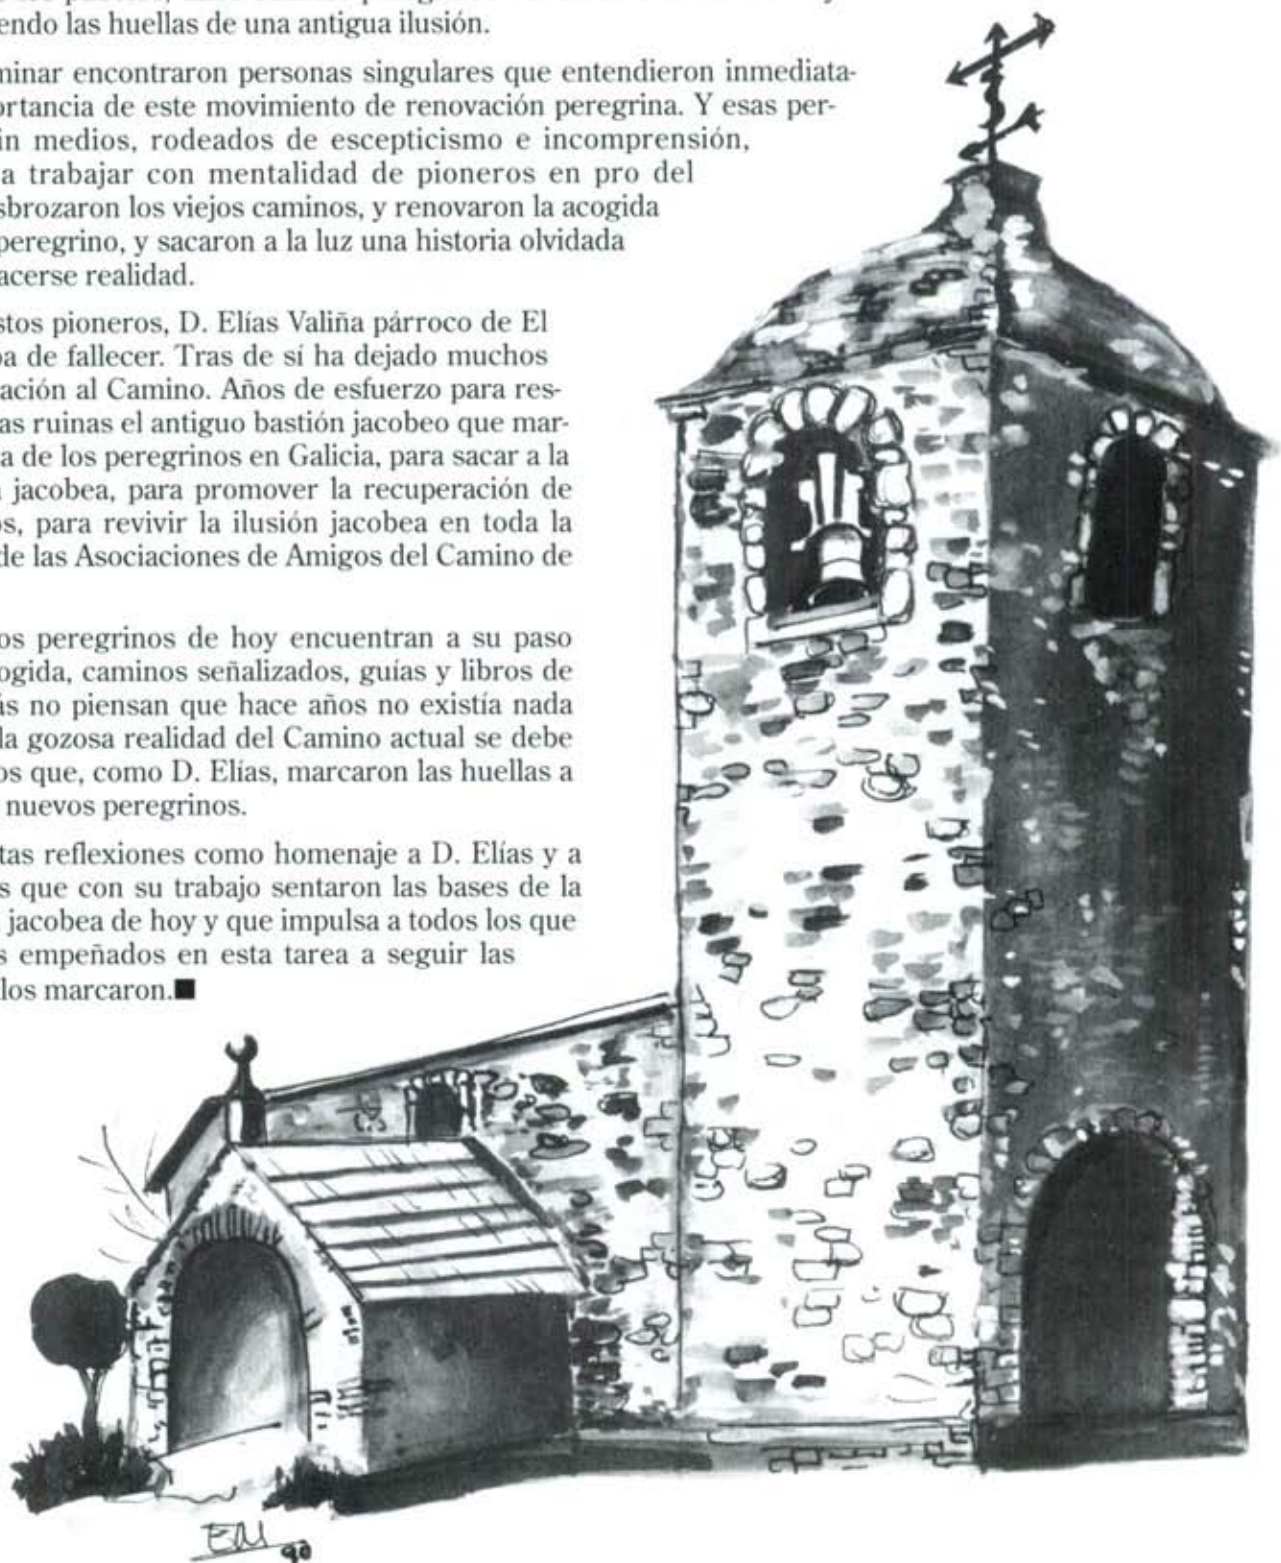 endo las huellas de una antigua ilusión.
minar encontraron personas singulares que entendieron inmediata-
ortancia de este movimiento de renovación peregrina. Y esas per-
in medios, rodeados de escepticismo e incomprensión,
a trabajar con mentalidad de pioneros en pro del
sbrozaron los viejos caminos, y renovaron la acogida
peregrino, y sacaron a la luz una historia olvidada
acerse realidad.
stos pioneros, D. Elías Valiña párroco de El
ba de fallecer. Tras de sí ha dejado muchos
ación al Camino. Años de esfuerzo para res-
as ruinas el antiguo bastión jacobeo que mar-
a de los peregrinos en Galicia, para sacar a la
a jacobea, para promover la recuperación de
os, para revivir la ilusión jacobea en toda la
de las Asociaciones de Amigos del Camino de
os peregrinos de hoy encuentran a su paso
ogida, caminos señalizados, guías y libros de
ás no piensan que hace años no existía nada
la gozosa realidad del Camino actual se debe
os que, como D. Elías, marcaron las huellas a
nuevos peregrinos.
tas reflexiones como homenaje a D. Elías y a
s que con su trabajo sentaron las bases de la
jacobea de hoy y que impulsa a todos los que
s empeñados en esta tarea a seguir las
los marcaron.■
90